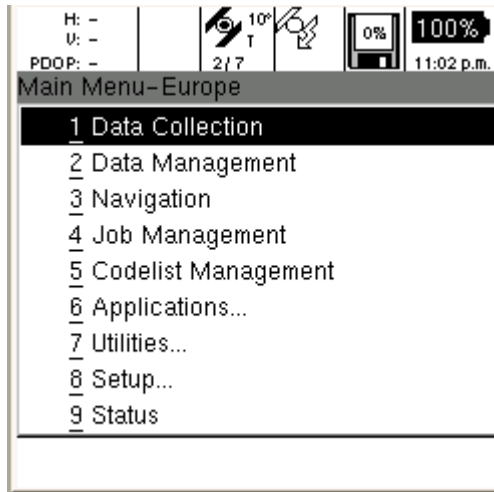 H: -
V: -
PDOP: -
10°
T
2/7
0%
100%
11:02 p.m.
Main Menu-Europe
1 Data Collection
2 Data Management
3 Navigation
4 Job Management
5 Codelist Management
6 Applications...
7 Utilities...
8 Setup...
9 Status